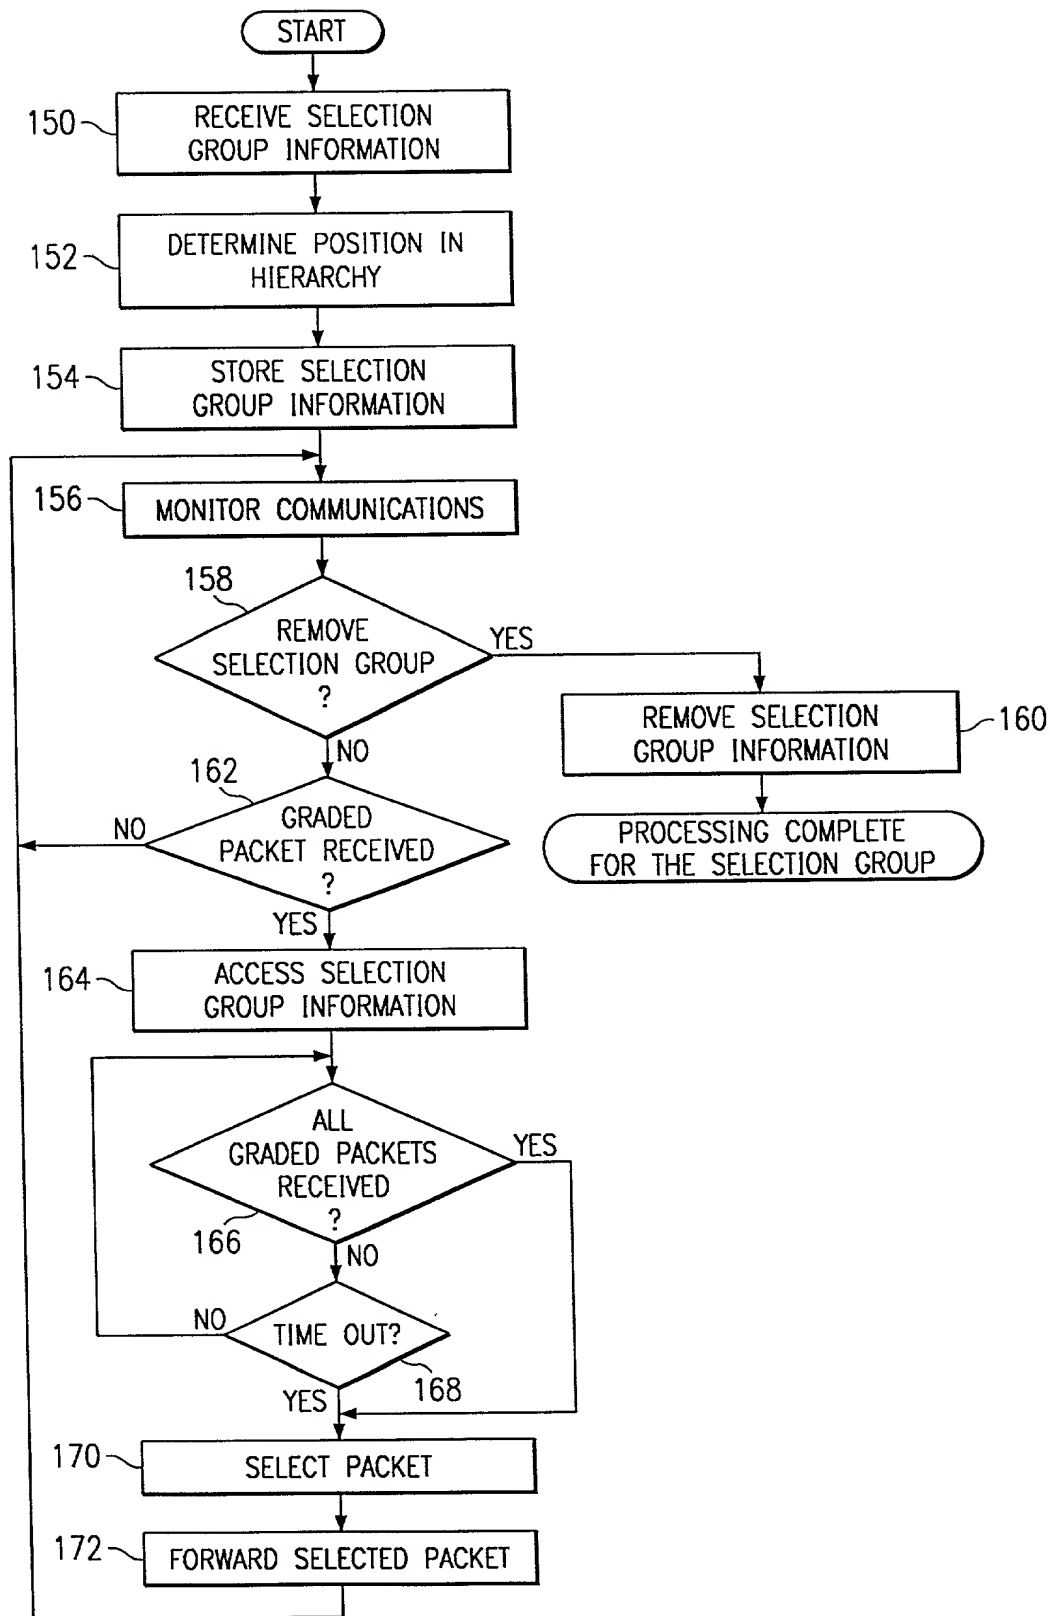 START
150
RECEIVE SELECTION
GROUP INFORMATION
152
DETERMINE POSITION IN
HIERARCHY
154
STORE SELECTION
GROUP INFORMATION
156
MONITOR COMMUNICATIONS
158
REMOVE
SELECTION GROUP
?
YES
REMOVE SELECTION
GROUP INFORMATION
160
NO
162
GRADED
PACKET RECEIVED
?
NO
PROCESSING COMPLETE
FOR THE SELECTION GROUP
YES
164
ACCESS SELECTION
GROUP INFORMATION
ALL
GRADED PACKETS
RECEIVED
?
YES
166
NO
TIME OUT?
NO
168
YES
170
SELECT PACKET
172
FORWARD SELECTED PACKET